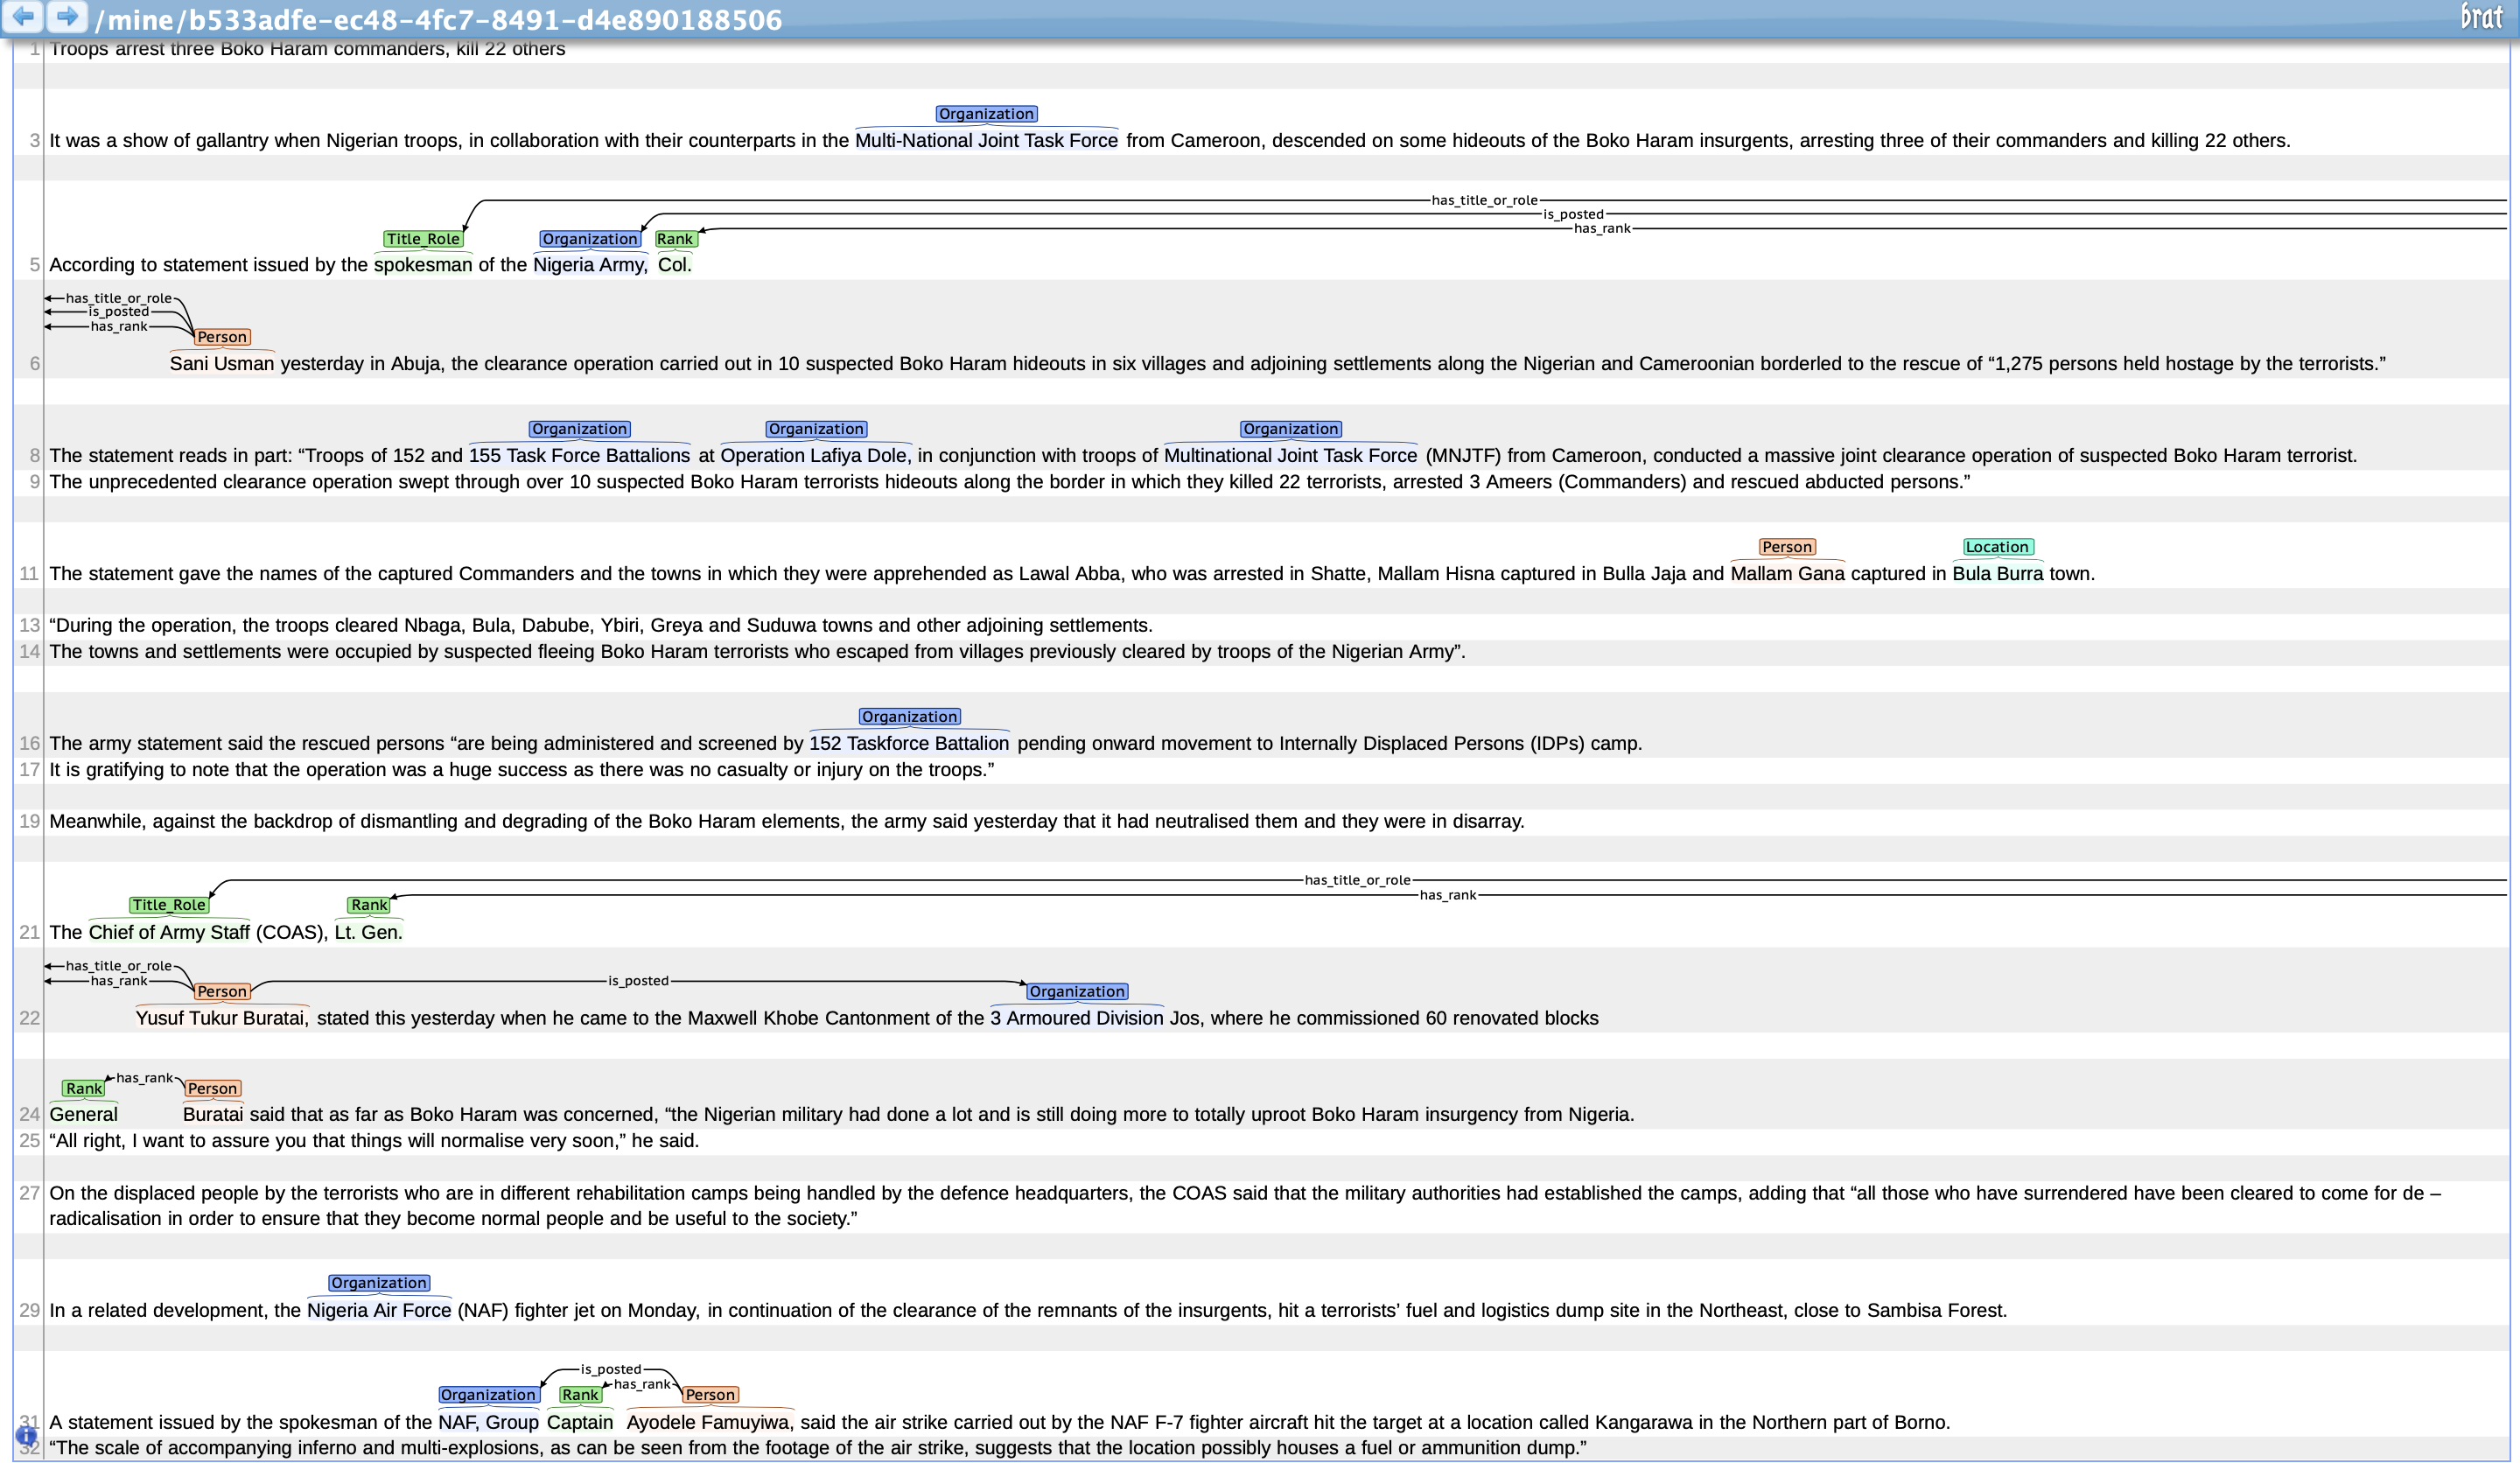 /mine/b533adfe-ec48-4fc7-8491-d4e890188506
brat
1 Troops arrest three Boko Haram commanders, kill 22 others
Organization
3 It was a show of gallantry when Nigerian troops, in collaboration with their counterparts in the Multi-National Joint Task Force from Cameroon, descended on some hideouts of the Boko Haram insurgents, arresting three of their commanders and killing 22 others.
has_title_or_role
is_posted
has_rank
Title_Role Organization Rank
5 According to statement issued by the spokesman of the Nigeria Army, Col.
has_title_or_role
is_posted
has_rank
Person
6 Sani Usman yesterday in Abuja, the clearance operation carried out in 10 suspected Boko Haram hideouts in six villages and adjoining settlements along the Nigerian and Cameroonian borderled to the rescue of “1,275 persons held hostage by the terrorists.”
Organization Organization Organization
8 The statement reads in part: “Troops of 152 and 155 Task Force Battalions at Operation Lafiya Dole, in conjunction with troops of Multinational Joint Task Force (MNJTF) from Cameroon, conducted a massive joint clearance operation of suspected Boko Haram terrorist.
9 The unprecedented clearance operation swept through over 10 suspected Boko Haram terrorists hideouts along the border in which they killed 22 terrorists, arrested 3 Ameers (Commanders) and rescued abducted persons.”
Person Location
11 The statement gave the names of the captured Commanders and the towns in which they were apprehended as Lawal Abba, who was arrested in Shatte, Mallam Hisna captured in Bulla Jaja and Mallam Gana captured in Bula Burra town.
13 “During the operation, the troops cleared Nbaga, Bula, Dabube, Ybiri, Greya and Suduwa towns and other adjoining settlements.
14 The towns and settlements were occupied by suspected fleeing Boko Haram terrorists who escaped from villages previously cleared by troops of the Nigerian Army”.
Organization
16 The army statement said the rescued persons “are being administered and screened by 152 Taskforce Battalion pending onward movement to Internally Displaced Persons (IDPs) camp.
17 It is gratifying to note that the operation was a huge success as there was no casualty or injury on the troops.”
19 Meanwhile, against the backdrop of dismantling and degrading of the Boko Haram elements, the army said yesterday that it had neutralised them and they were in disarray.
has_title_or_role
has_rank
Title_Role Rank
21 The Chief of Army Staff (COAS), Lt. Gen.
has_title_or_role
has_rank is_posted
Person Organization
22 Yusuf Tukur Buratai, stated this yesterday when he came to the Maxwell Khobe Cantonment of the 3 Armoured Division Jos, where he commissioned 60 renovated blocks
has_rank
Rank Person
24 General Buratai said that as far as Boko Haram was concerned, “the Nigerian military had done a lot and is still doing more to totally uproot Boko Haram insurgency from Nigeria.
25 “All right, I want to assure you that things will normalise very soon,” he said.
27 On the displaced people by the terrorists who are in different rehabilitation camps being handled by the defence headquarters, the COAS said that the military authorities had established the camps, adding that “all those who have surrendered have been cleared to come for de –
radicalisation in order to ensure that they become normal people and be useful to the society.”
Organization
29 In a related development, the Nigeria Air Force (NAF) fighter jet on Monday, in continuation of the clearance of the remnants of the insurgents, hit a terrorists’ fuel and logistics dump site in the Northeast, close to Sambisa Forest.
is_posted
has_rank
Organization Rank Person
31 A statement issued by the spokesman of the NAF, Group Captain Ayodele Famuyiwa, said the air strike carried out by the NAF F-7 fighter aircraft hit the target at a location called Kangarawa in the Northern part of Borno.
32 “The scale of accompanying inferno and multi-explosions, as can be seen from the footage of the air strike, suggests that the location possibly houses a fuel or ammunition dump.”